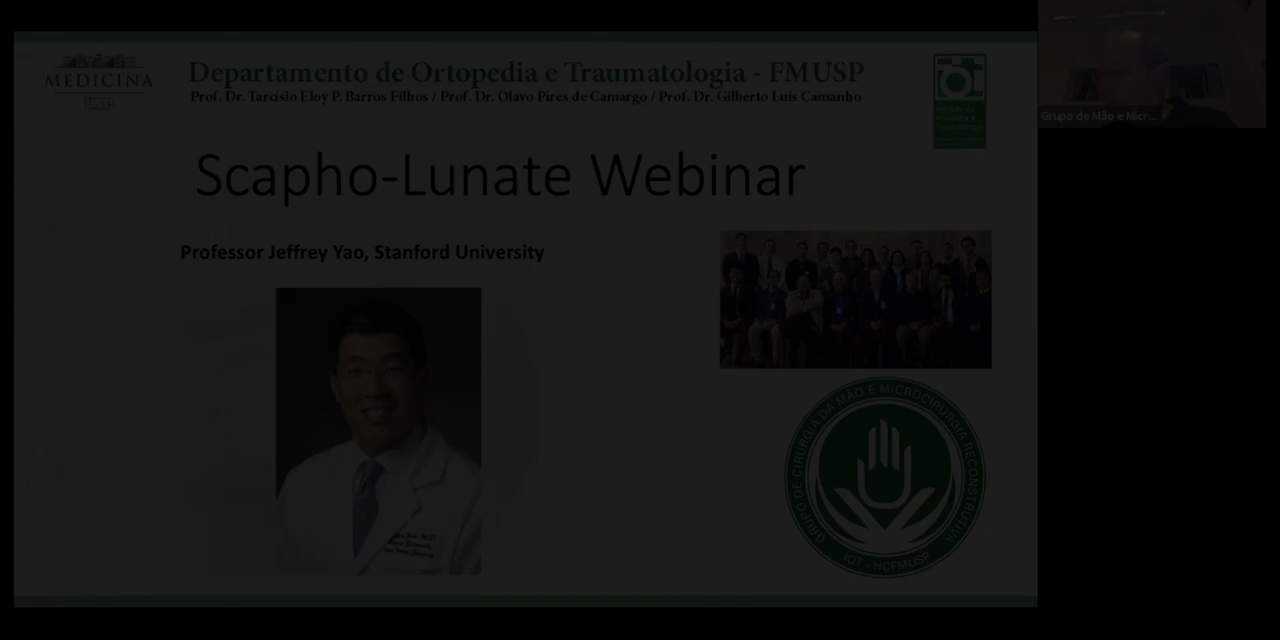 MEDICINA
USP
Departamento de Ortopedia e Traumatologia - FMUSP
Prof. Dr. Tarcísio Eloy P. Barros Filhos / Prof. Dr. Olavo Pires de Camargo / Prof. Dr. Gilberto Luis Camanho
Grupo de Mão e Micr...
Scapho-Lunate Webinar
Professor Jeffrey Yao, Stanford University
GRUPO DE CIRURGIA DA MÃO E MICROCIRURGIA RECONSTRUTIVA
IOT - HCFMUSP